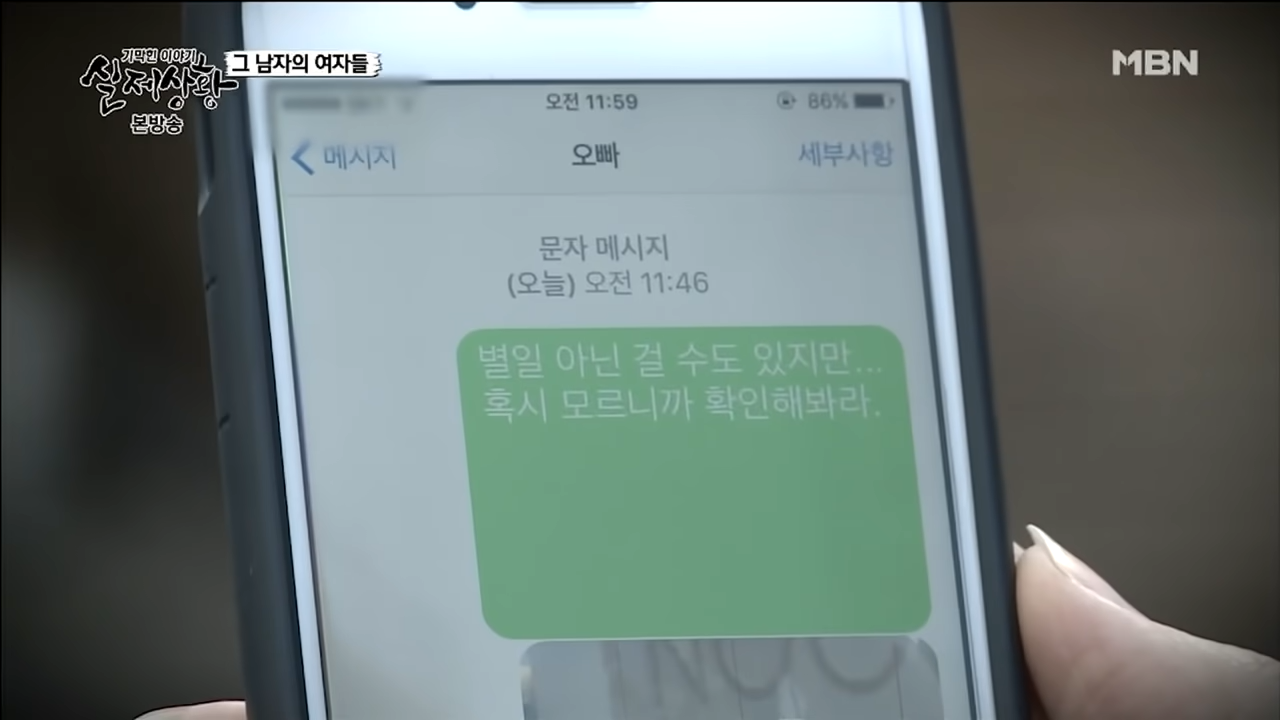 기막힌 이야기
실제상황
본방송
그 남자의 여자들
MBN
오전 11:59
86%
메시지
오빠
세부사항
문자 메시지
(오늘) 오전 11:46
별일 아닌 걸 수도 있지만...
혹시 모르니까 확인해봐라.